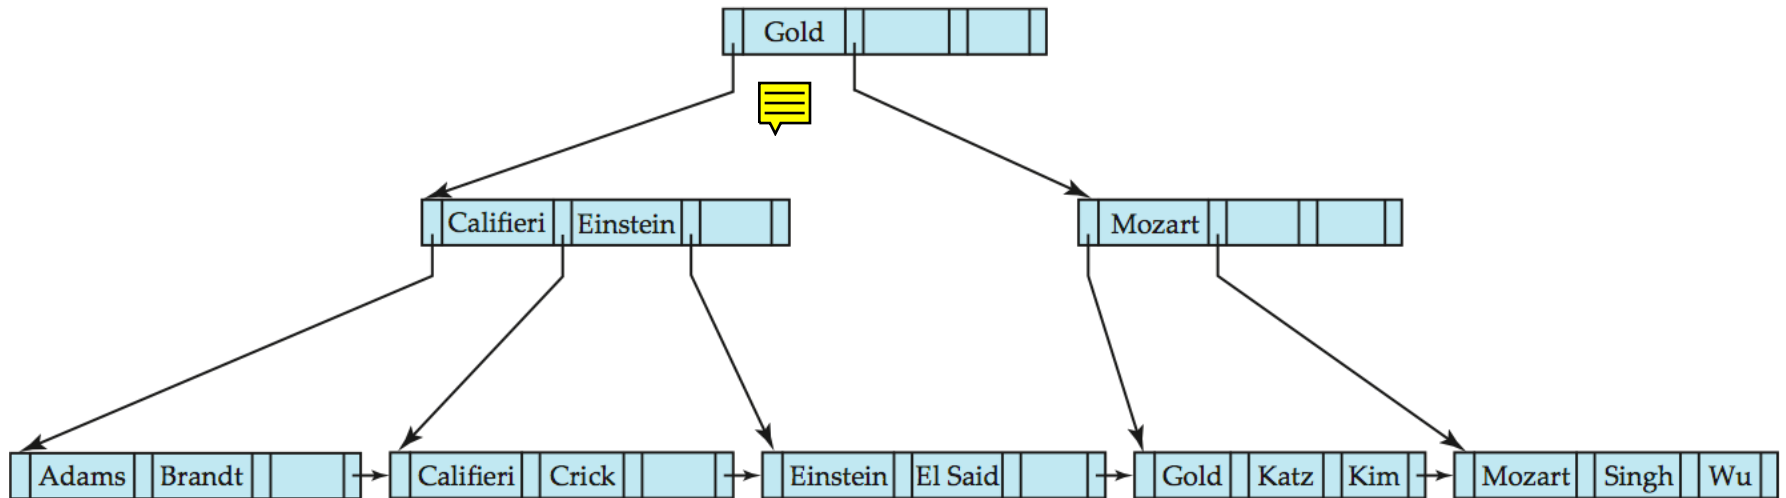 Gold
Califieri Einstein Mozart
Adams Brandt Califieri Crick Einstein El Said Gold Katz Kim Mozart Singh Wu